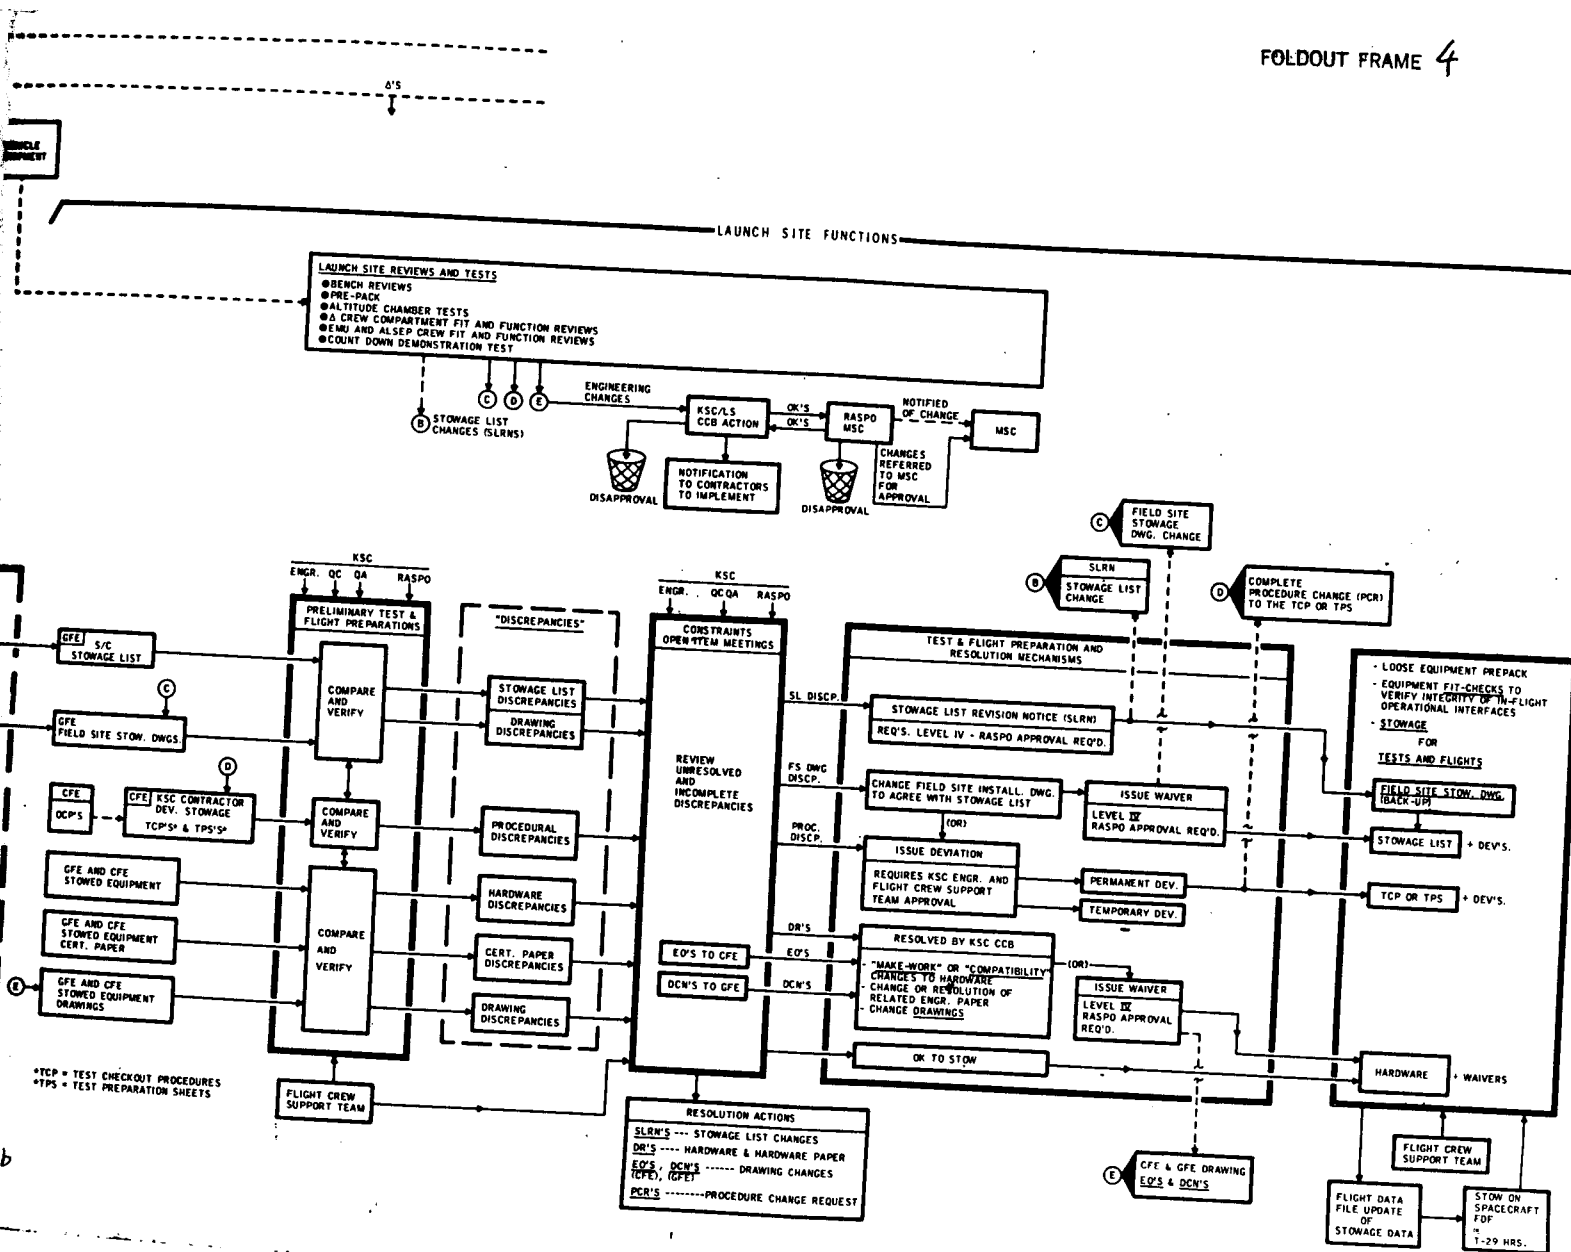 FOLDOUT FRAME 4
Δ'S
LAUNCH SITE FUNCTIONS
LAUNCH SITE REVIEWS AND TESTS
●BENCH REVIEWS
●PRE-PACK
●ALTITUDE CHAMBER TESTS
●Δ CREW COMPARTMENT FIT AND FUNCTION REVIEWS
●EMU AND ALSEP CREW FIT AND FUNCTION REVIEWS
●COUNT DOWN DEMONSTRATION TEST
C
D
E
B
STOWAGE LIST
CHANGES (SLRNS)
ENGINEERING
CHANGES
KSC/LS
CCB ACTION
OK'S
OK'S
RASPO
MSC
NOTIFIED
OF CHANGE
MSC
DISAPPROVAL
NOTIFICATION
TO CONTRACTORS
TO IMPLEMENT
DISAPPROVAL
CHANGES
REFERRED
TO MSC
FOR
APPROVAL
C
FIELD SITE
STOWAGE
DWG. CHANGE
B
SLRN
STOWAGE LIST
CHANGE
D
COMPLETE
PROCEDURE CHANGE (PCR)
TO THE TCP OR TPS
GFE
S/C
STOWAGE LIST
C
GFE
FIELD SITE STOW. DWGS.
D
CFE
OCP'S
CFE KSC CONTRACTOR
DEV. STOWAGE
TCP'S* & TPS'S*
GFE AND CFE
STOWED EQUIPMENT
GFE AND CFE
STOWED EQUIPMENT
CERT. PAPER
E
GFE AND CFE
STOWED EQUIPMENT
DRAWINGS
*TCP = TEST CHECKOUT PROCEDURES
*TPS = TEST PREPARATION SHEETS
KSC
ENGR. QC QA RASPO
PRELIMINARY TEST &
FLIGHT PREPARATIONS
COMPARE
AND
VERIFY
COMPARE
AND
VERIFY
COMPARE
AND
VERIFY
FLIGHT CREW
SUPPORT TEAM
"DISCREPANCIES"
STOWAGE LIST
DISCREPANCIES
DRAWING
DISCREPANCIES
PROCEDURAL
DISCREPANCIES
HARDWARE
DISCREPANCIES
CERT. PAPER
DISCREPANCIES
DRAWING
DISCREPANCIES
KSC
ENGR. QC QA RASPO
CONSTRAINTS
OPEN ITEM MEETINGS
REVIEW
UNRESOLVED
AND
INCOMPLETE
DISCREPANCIES
EO'S TO CFE
DCN'S TO GFE
RESOLUTION ACTIONS
SLRN'S --- STOWAGE LIST CHANGES
DR'S ---- HARDWARE & HARDWARE PAPER
EO'S , DCN'S ------ DRAWING CHANGES
(CFE), (GFE)
PCR'S --------PROCEDURE CHANGE REQUEST
SL DISCP.
FS DWG
DISCP.
PROC.
DISCP.
DR'S
EO'S
DCN'S
TEST & FLIGHT PREPARATION AND
RESOLUTION MECHANISMS
STOWAGE LIST REVISION NOTICE (SLRN)
REQ'S. LEVEL IV - RASPO APPROVAL REQ'D.
CHANGE FIELD SITE INSTALL. DWG.
TO AGREE WITH STOWAGE LIST
(OR)
ISSUE WAIVER
LEVEL IV
RASPO APPROVAL REQ'D.
ISSUE DEVIATION
REQUIRES KSC ENGR. AND
FLIGHT CREW SUPPORT
TEAM APPROVAL
PERMANENT DEV.
TEMPORARY DEV.
RESOLVED BY KSC CCB
- "MAKE-WORK" OR "COMPATIBILITY"
CHANGES TO HARDWARE
- CHANGE OR RESOLUTION OF
RELATED ENGR. PAPER
- CHANGE DRAWINGS
(OR)
ISSUE WAIVER
LEVEL IV
RASPO APPROVAL
REQ'D.
OK TO STOW
E
CFE & GFE DRAWING
EO'S & DCN'S
- LOOSE EQUIPMENT PREPACK
- EQUIPMENT FIT-CHECKS TO
VERIFY INTEGRITY OF IN-FLIGHT
OPERATIONAL INTERFACES
- STOWAGE
FOR
TESTS AND FLIGHTS
FIELD SITE STOW. DWG.
(BACK-UP)
STOWAGE LIST + DEV'S.
TCP OR TPS + DEV'S.
HARDWARE + WAIVERS
FLIGHT CREW
SUPPORT TEAM
FLIGHT DATA
FILE UPDATE
OF
STOWAGE DATA
STOW ON
SPACECRAFT
FDF
T-29 HRS.
b